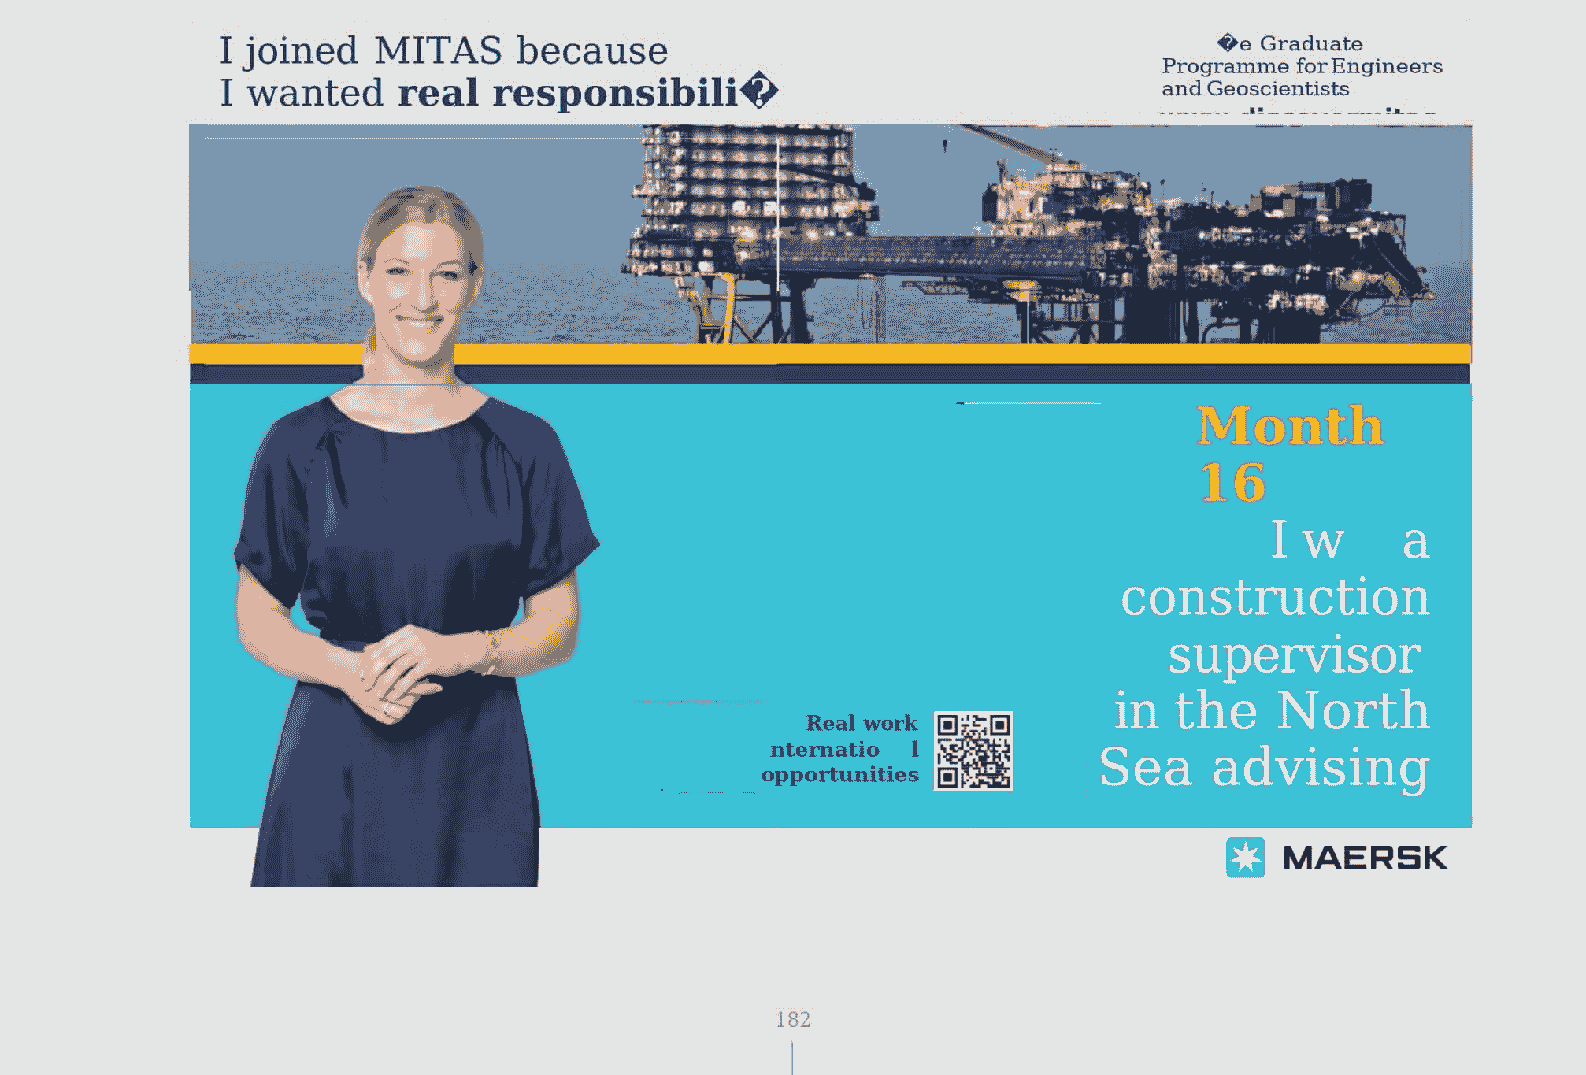 I joined MITAS because
I wanted real responsibili�
�e Graduate
Programme for Engineers
and Geoscientists
Month
16
I w a
construction
supervisor
in the North
Sea advising
Real work
nternatio l
opportunities
MAERSK
182